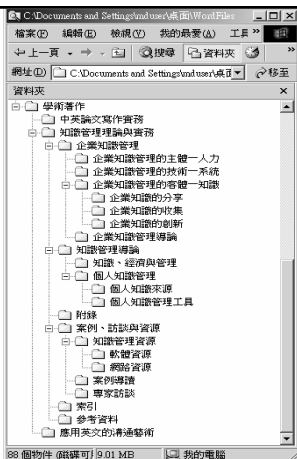 C:\Documents and Settings\mduser\桌面\WordFiles
檔案(F) 編輯(E) 檢視(V) 我的最愛(A) 工具 »
上一頁 搜尋 資料夾 »
網址(D) C:\Documents and Settings\mduser\桌面 移至
資料夾
學術著作
中英論文寫作實務
知識管理理論與實務
企業知識管理
企業知識管理的主體—人力
企業知識管理的技術—系統
企業知識管理的客體—知識
企業知識的分享
企業知識的收集
企業知識的創新
企業知識管理導論
知識管理導論
知識、經濟與管理
個人知識管理
個人知識來源
個人知識管理工具
附錄
案例、訪談與資源
知識管理資源
軟體資源
網路資源
案例導讀
專家訪談
索引
參考資料
應用英文的溝通藝術
88 個物件 (磁碟可 9.01 MB 我的電腦